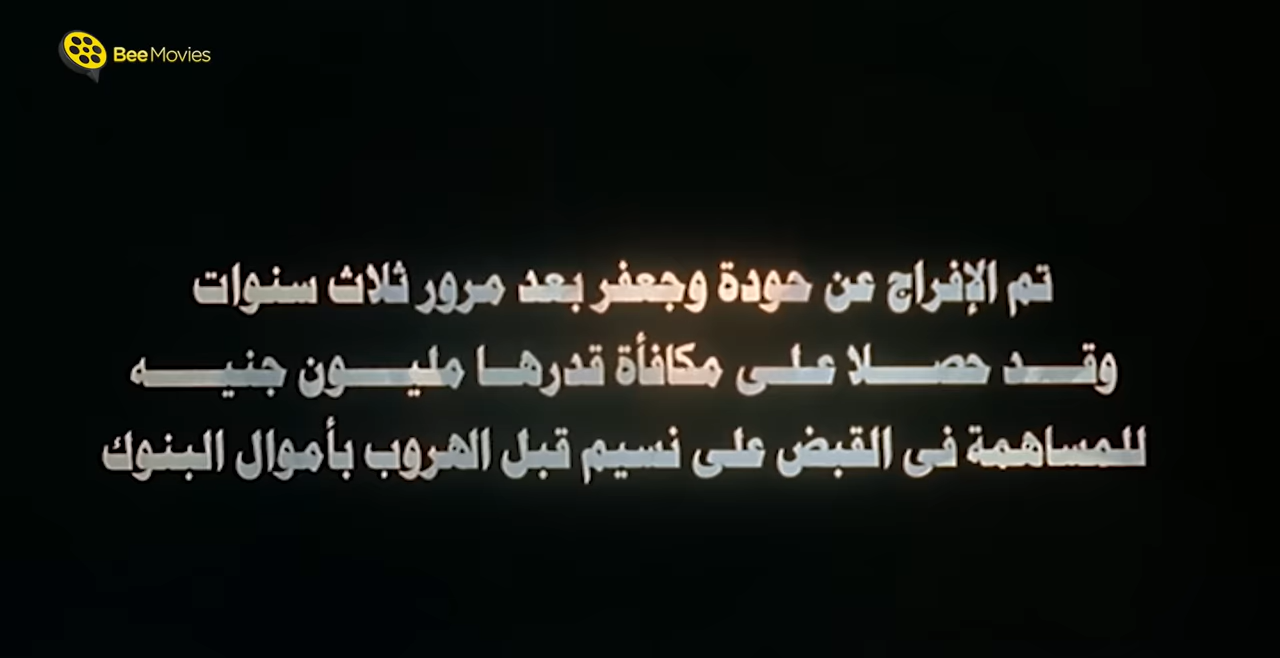 BeeMovies
تم الإفراج عن حودة وجعفر بعد مرور ثلاث سنوات
وقد حصلا على مكافأة قدرها مليون جنيه
للمساهمة فى القبض على نسيم قبل الهروب بأموال البنوك